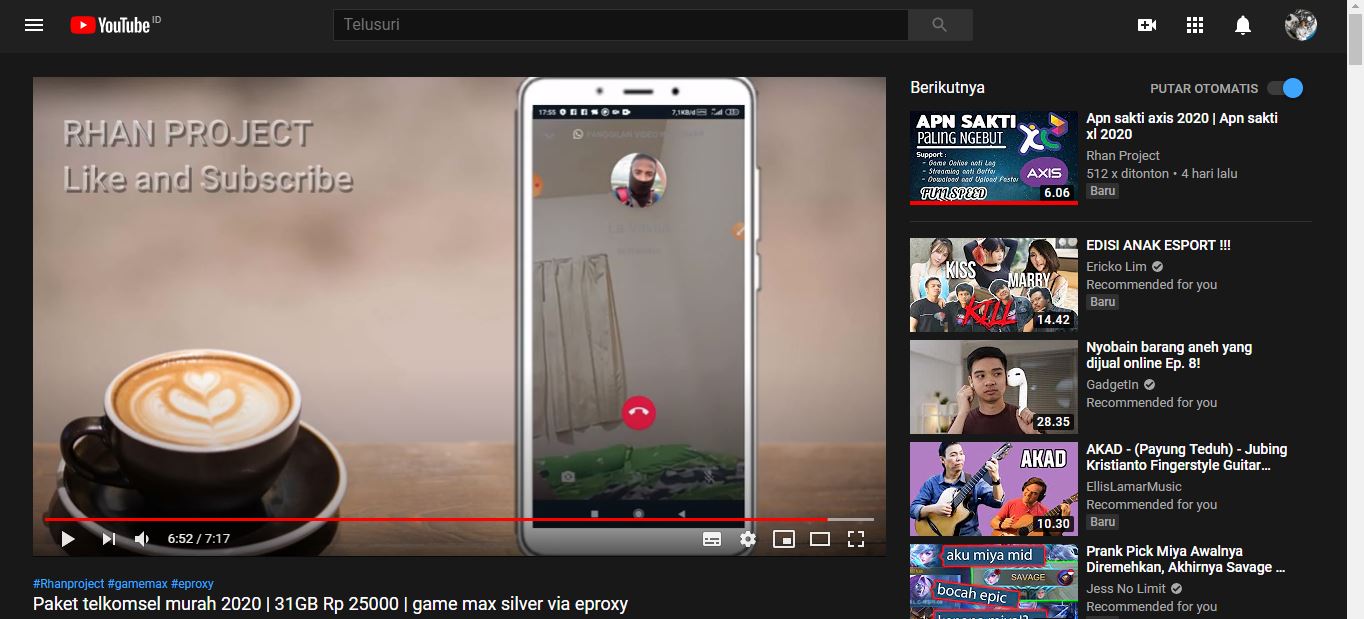 YouTube ID
Telusuri
RHAN PROJECT
Like and Subscribe
17:55
7,1KB/d
PANGGILAN VIDEO
6:52 / 7:17
#Rhanproject #gamemax #eproxy
Paket telkomsel murah 2020 | 31GB Rp 25000 | game max silver via eproxy
Berikutnya
PUTAR OTOMATIS
APN SAKTI
PALING NGEBUT
Support :
- Game Online anti Lag
- Streaming anti Buffer
- Download and Upload Faster
FULL SPEED
XL
AXIS
6.06
Apn sakti axis 2020 | Apn sakti
xl 2020
Rhan Project
512 x ditonton • 4 hari lalu
Baru
KISS
MARRY
KILL
14.42
EDISI ANAK ESPORT !!!
Ericko Lim
Recommended for you
Baru
28.35
Nyobain barang aneh yang
dijual online Ep. 8!
GadgetIn
Recommended for you
AKAD
10.30
AKAD - (Payung Teduh) - Jubing
Kristianto Fingerstyle Guitar…
EllisLamarMusic
Recommended for you
Baru
aku miya mid
SAVAGE
bocah epic
Prank Pick Miya Awalnya
Diremehkan, Akhirnya Savage …
Jess No Limit
Recommended for you